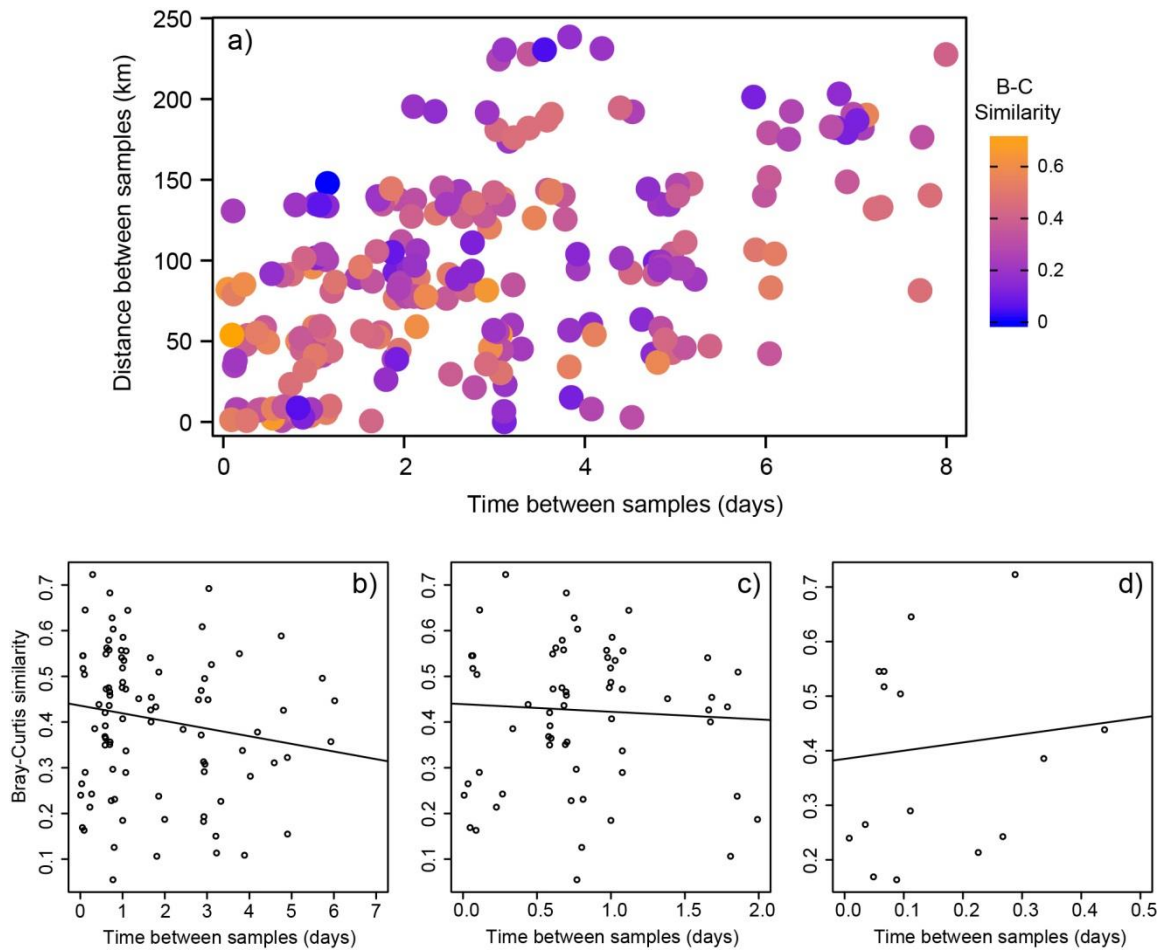 a)
250
200
150
100
50
0
Distance between samples (km)
0 2 4 6 8
Time between samples (days)
B-C
Similarity
0.6
0.4
0.2
0
b)
0.7
0.6
0.5
0.4
0.3
0.2
0.1
Bray-Curtis similarity
0 1 2 3 4 5 6 7
Time between samples (days)
c)
0.7
0.6
0.5
0.4
0.3
0.2
0.1
0.0 0.5 1.0 1.5 2.0
Time between samples (days)
d)
0.7
0.6
0.5
0.4
0.3
0.2
0.0 0.1 0.2 0.3 0.4 0.5
Time between samples (days)